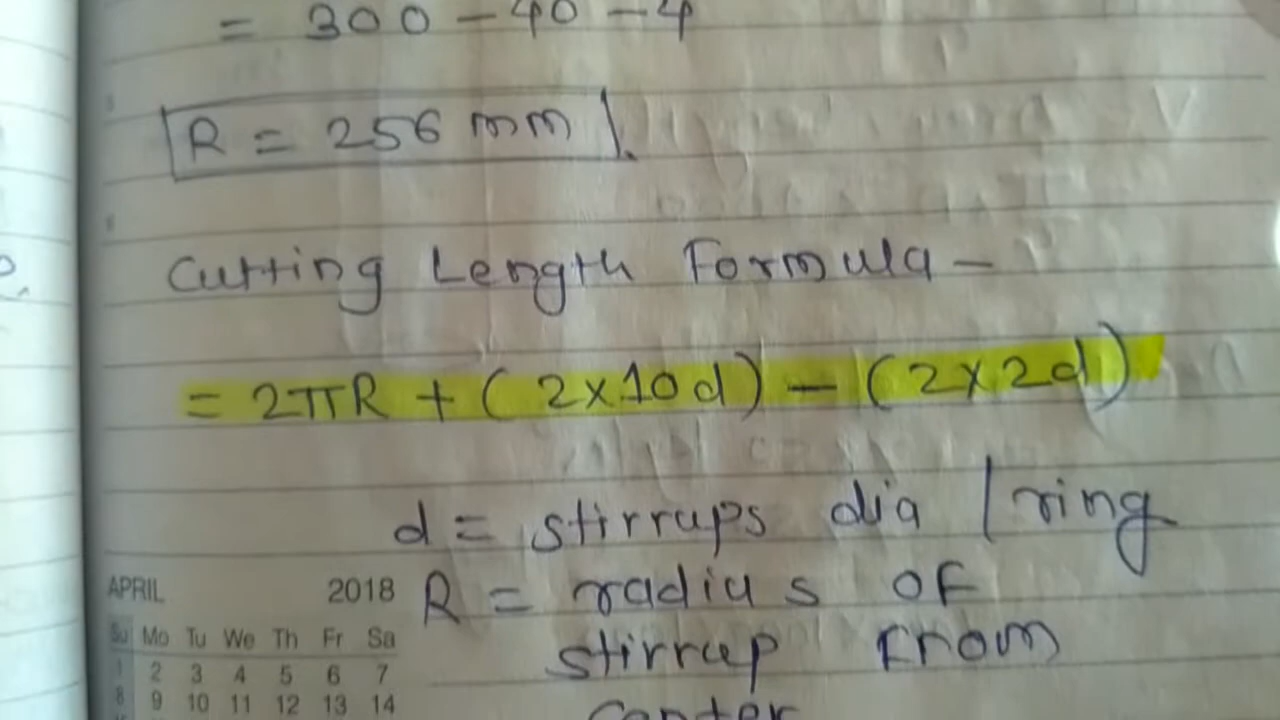 = 300 - 40 - 4
R = 256 mm
Cutting Length Formula -
= 2πR + (2x10d) - (2x2d)
d = stirrups dia / ring
R = radius of
stirrup from
center
APRIL 2018
Su Mo Tu We Th Fr Sa
1 2 3 4 5 6 7
8 9 10 11 12 13 14